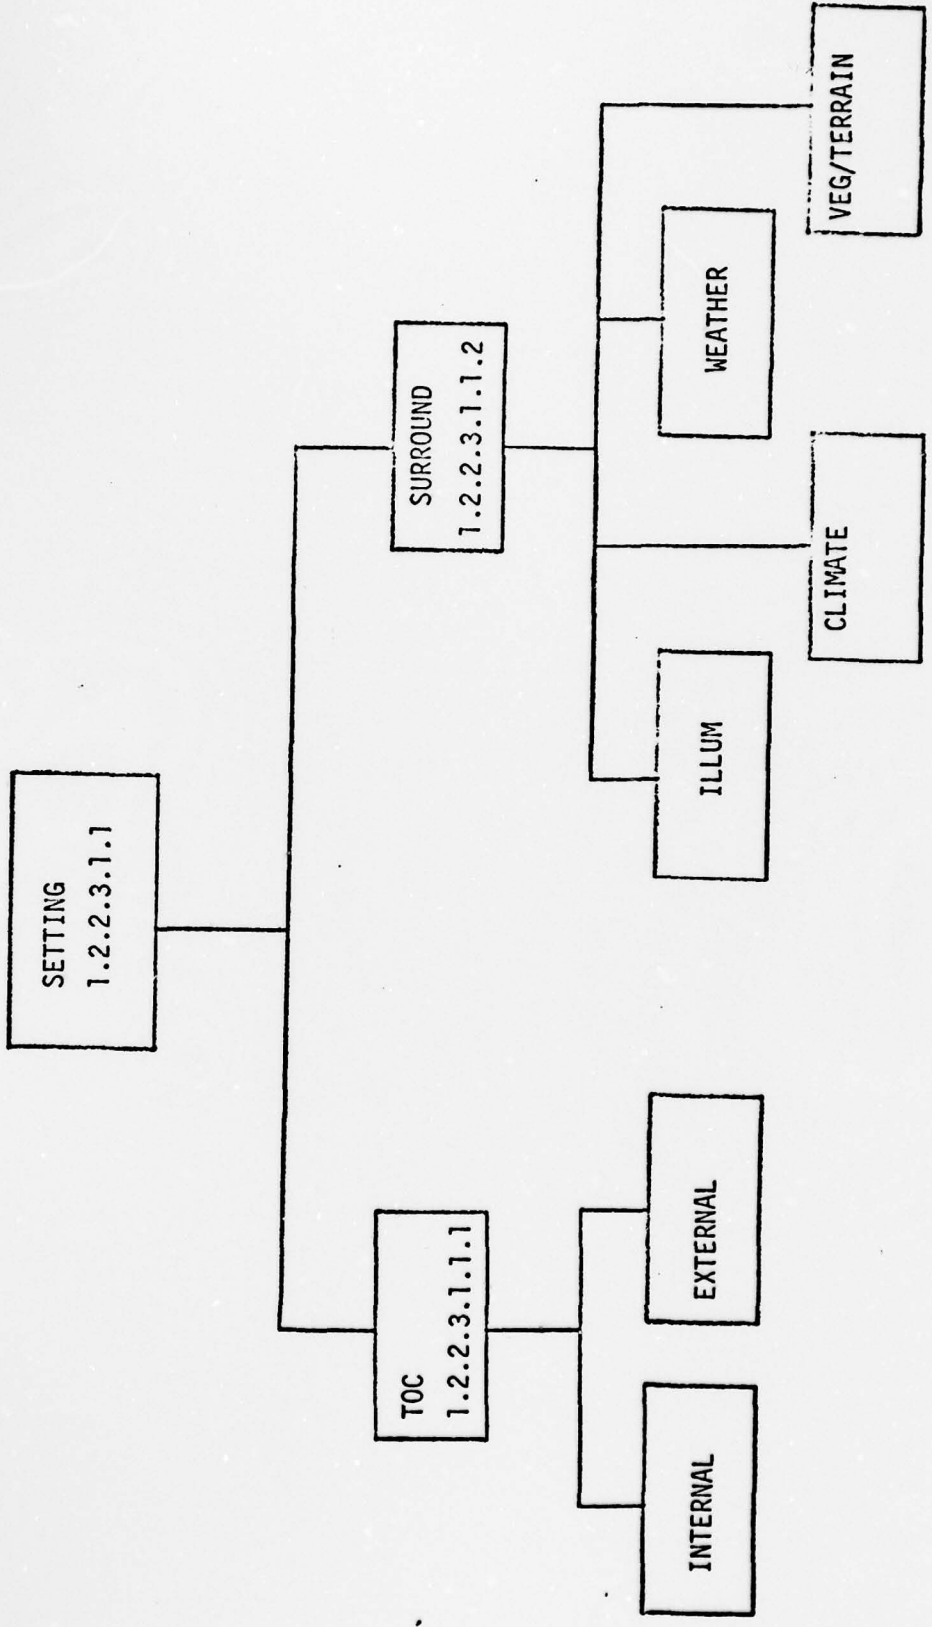 SETTING
1.2.2.3.1.1
TOC
1.2.2.3.1.1.1
SURROUND
1.2.2.3.1.1.2
INTERNAL
EXTERNAL
ILLUM
CLIMATE
WEATHER
VEG/TERRAIN